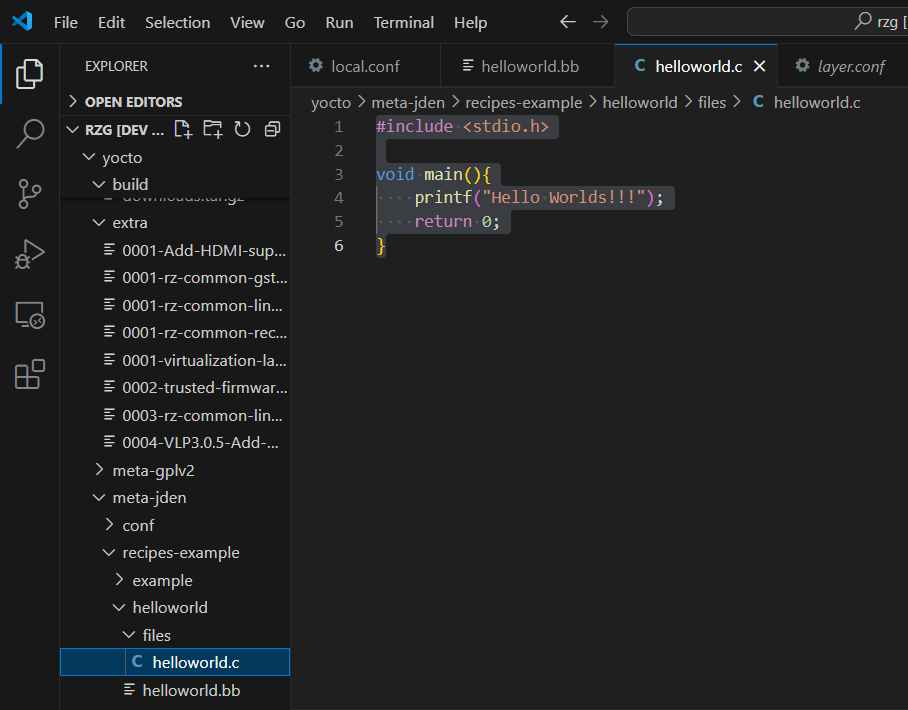 File Edit Selection View Go Run Terminal Help
rzg [
EXPLORER
local.conf
helloworld.bb
C helloworld.c
layer.conf
OPEN EDITORS
yocto > meta-jden > recipes-example > helloworld > files > C helloworld.c
RZG [DEV ...
1 #include <stdio.h>
yocto
2
build
3 void main(){
downloads.tar.gz
4 printf("Hello Worlds!!!");
extra
5 return 0;
0001-Add-HDMI-sup...
6 }
0001-rz-common-gst...
0001-rz-common-lin...
0001-rz-common-rec...
0001-virtualization-la...
0002-trusted-firmwar...
0003-rz-common-lin...
0004-VLP3.0.5-Add-...
meta-gplv2
meta-jden
conf
recipes-example
example
helloworld
files
C helloworld.c
helloworld.bb